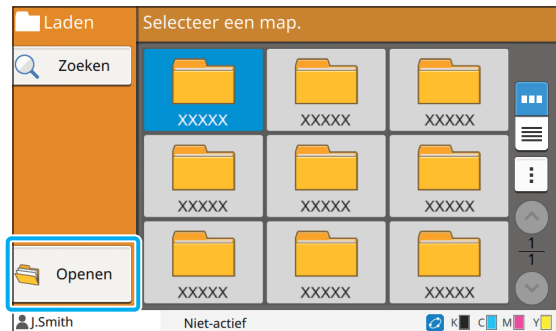 Laden
Selecteer een map.
Zoeken
XXXXX XXXXX XXXXX
XXXXX XXXXX XXXXX
XXXXX XXXXX XXXXX
1
1
Openen
J.Smith Niet-actief K C M Y